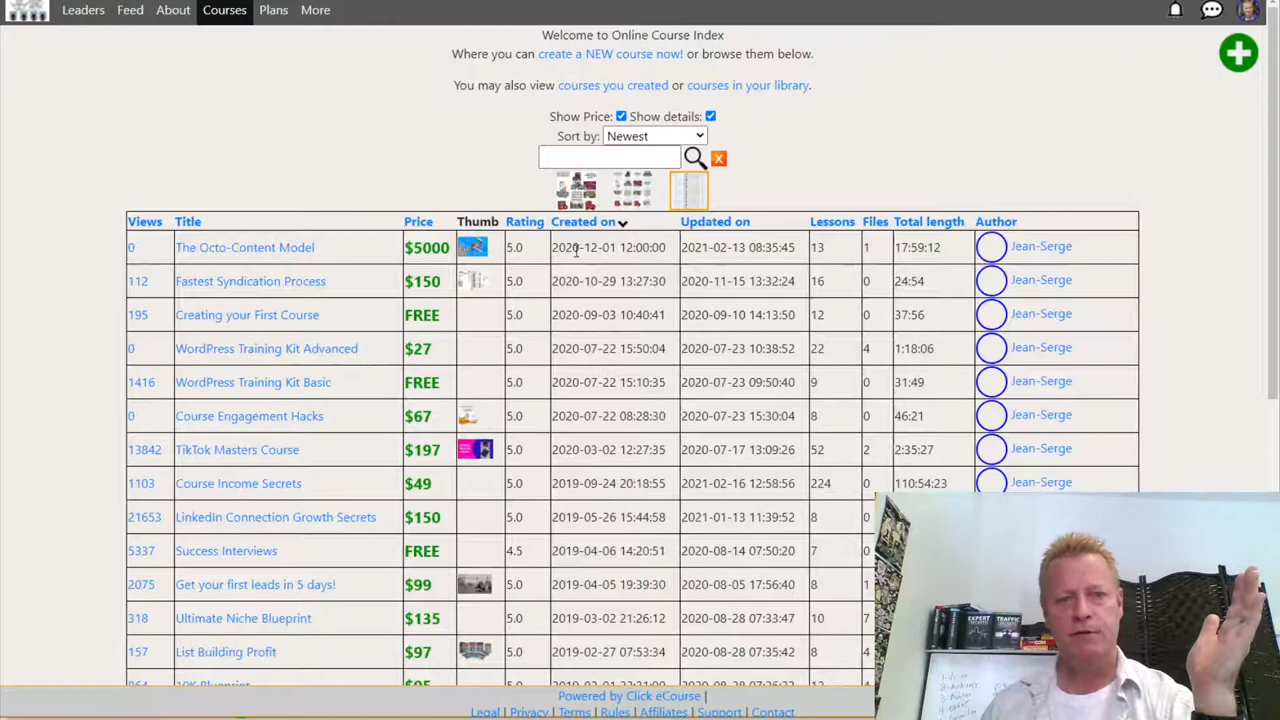 Leaders Feed About Courses Plans More
Welcome to Online Course Index
Where you can create a NEW course now! or browse them below.
You may also view courses you created or courses in your library.
Show Price: Show details:
Sort by: Newest
X
Views Title Price Thumb Rating Created on Updated on Lessons Files Total length Author
0 The Octo-Content Model $5000 5.0 2020-12-01 12:00:00 2021-02-13 08:35:45 13 1 17:59:12 Jean-Serge
112 Fastest Syndication Process $150 5.0 2020-10-29 13:27:30 2020-11-15 13:32:24 16 0 24:54 Jean-Serge
195 Creating your First Course FREE 5.0 2020-09-03 10:40:41 2020-09-10 14:13:50 12 0 37:56 Jean-Serge
0 WordPress Training Kit Advanced $27 5.0 2020-07-22 15:50:04 2020-07-23 10:38:52 22 4 1:18:06 Jean-Serge
1416 WordPress Training Kit Basic FREE 5.0 2020-07-22 15:10:35 2020-07-23 09:50:40 9 0 31:49 Jean-Serge
0 Course Engagement Hacks $67 5.0 2020-07-22 08:28:30 2020-07-23 15:30:04 8 0 46:21 Jean-Serge
13842 TikTok Masters Course $197 5.0 2020-03-02 12:27:35 2020-07-17 13:09:26 52 2 2:35:27 Jean-Serge
1103 Course Income Secrets $49 5.0 2019-09-24 20:18:55 2021-02-16 12:58:56 224 0 110:54:23 Jean-Serge
21653 LinkedIn Connection Growth Secrets $150 5.0 2019-05-26 15:44:58 2021-01-13 11:39:52 8 0
5337 Success Interviews FREE 4.5 2019-04-06 14:20:51 2020-08-14 07:50:20 7 0
2075 Get your first leads in 5 days! $99 5.0 2019-04-05 19:39:30 2020-08-05 17:56:40 8 1
318 Ultimate Niche Blueprint $135 5.0 2019-03-02 21:26:12 2020-08-28 07:33:47 10 7
157 List Building Profit $97 5.0 2019-02-27 07:53:34 2020-08-28 07:35:42 8 4
EXPERT SECRETS
TRAFFIC SECRETS
Powered by Click eCourse |
Legal | Privacy | Terms | Rules | Affiliates | Support | Contact